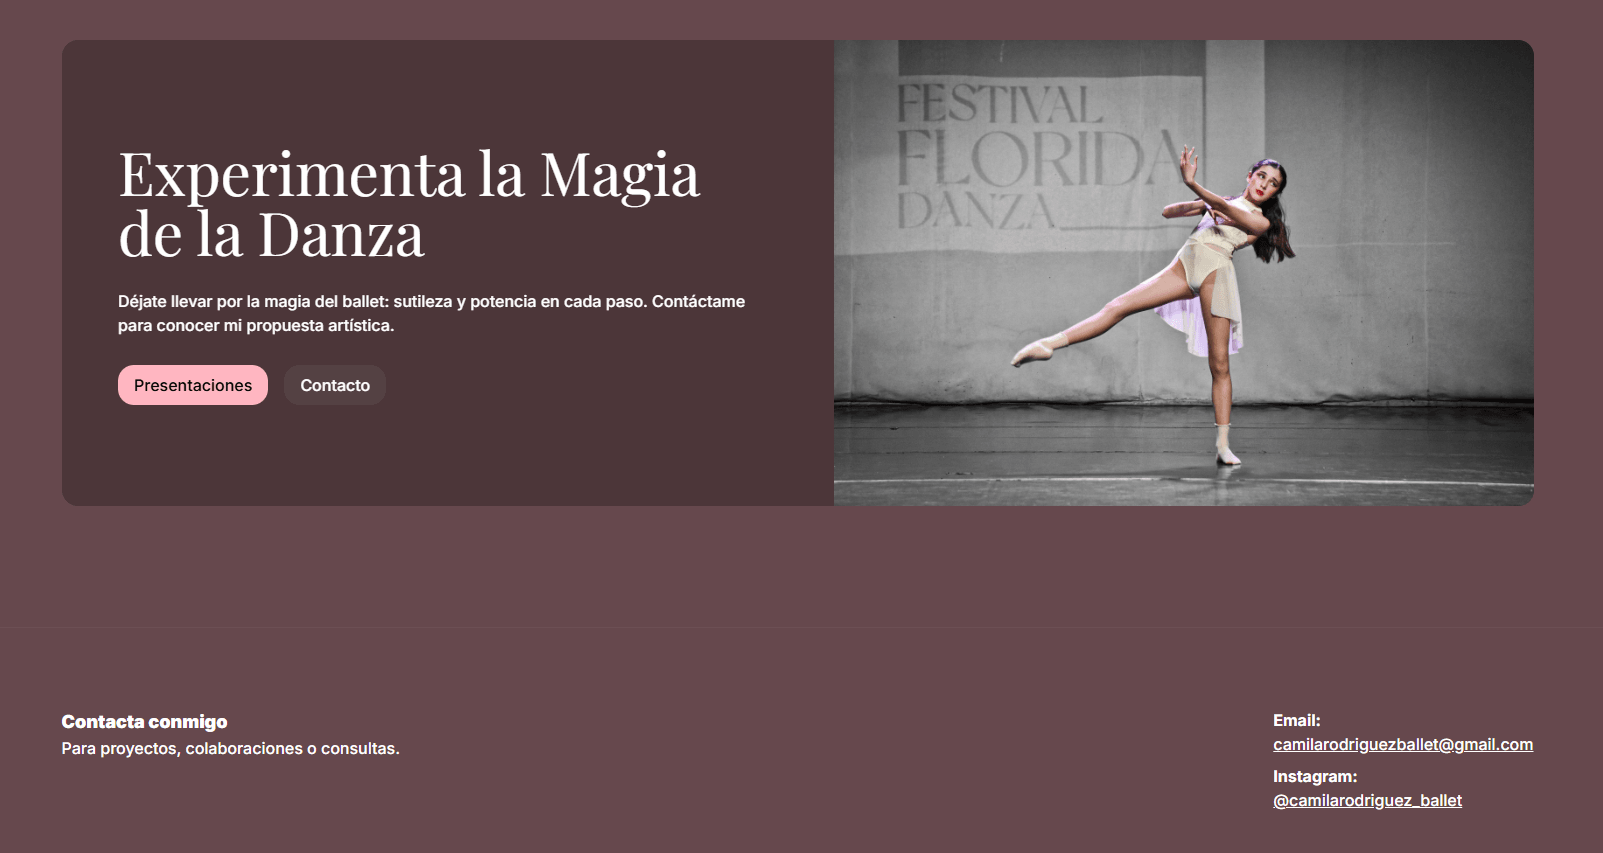 Experimenta la Magia
de la Danza
Déjate llevar por la magia del ballet: sutileza y potencia en cada paso. Contáctame
para conocer mi propuesta artística.
Presentaciones
Contacto
FESTIVAL
FLORIDA
DANZA
Contacta conmigo
Para proyectos, colaboraciones o consultas.
Email:
camilarodriguezballet@gmail.com
Instagram:
@camilarodriguez_ballet